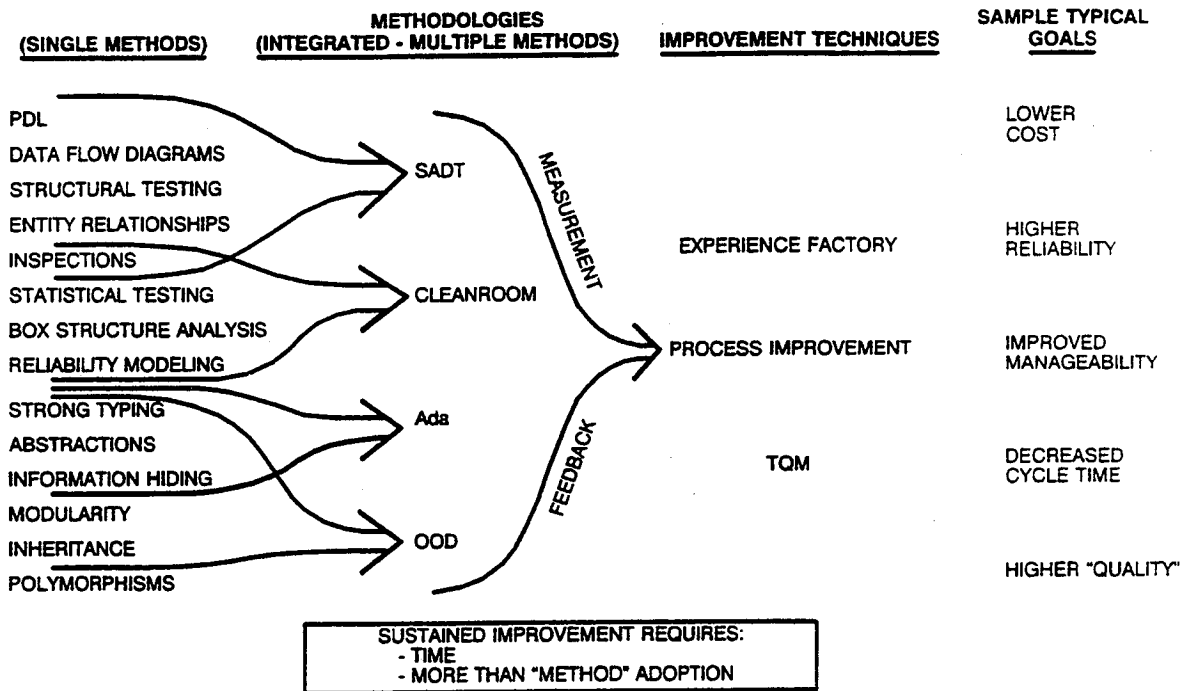 (SINGLE METHODS)
METHODOLOGIES
(INTEGRATED - MULTIPLE METHODS)
IMPROVEMENT TECHNIQUES
SAMPLE TYPICAL
GOALS
PDL
DATA FLOW DIAGRAMS
STRUCTURAL TESTING
ENTITY RELATIONSHIPS
INSPECTIONS
STATISTICAL TESTING
BOX STRUCTURE ANALYSIS
RELIABILITY MODELING
STRONG TYPING
ABSTRACTIONS
INFORMATION HIDING
MODULARITY
INHERITANCE
POLYMORPHISMS
SADT
CLEANROOM
Ada
OOD
MEASUREMENT
FEEDBACK
EXPERIENCE FACTORY
PROCESS IMPROVEMENT
TQM
LOWER
COST
HIGHER
RELIABILITY
IMPROVED
MANAGEABILITY
DECREASED
CYCLE TIME
HIGHER "QUALITY"
SUSTAINED IMPROVEMENT REQUIRES:
- TIME
- MORE THAN "METHOD" ADOPTION